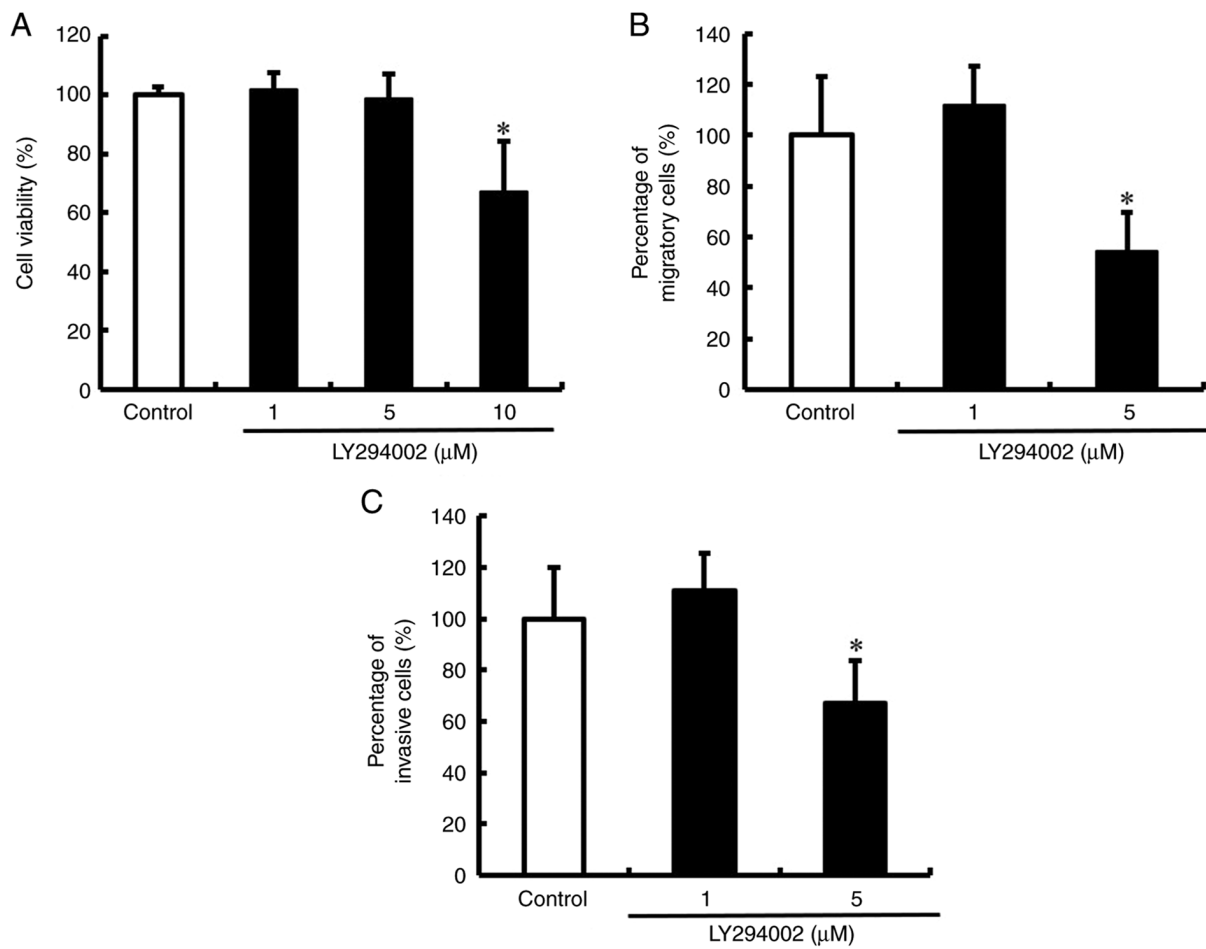 A
Cell viability (%)
120
100
80
60
40
20
0
*
Control 1 5 10
LY294002 (μM)
B
Percentage of
migratory cells (%)
140
120
100
80
60
40
20
0
*
Control 1 5
LY294002 (μM)
C
Percentage of
invasive cells (%)
140
120
100
80
60
40
20
0
*
Control 1 5
LY294002 (μM)